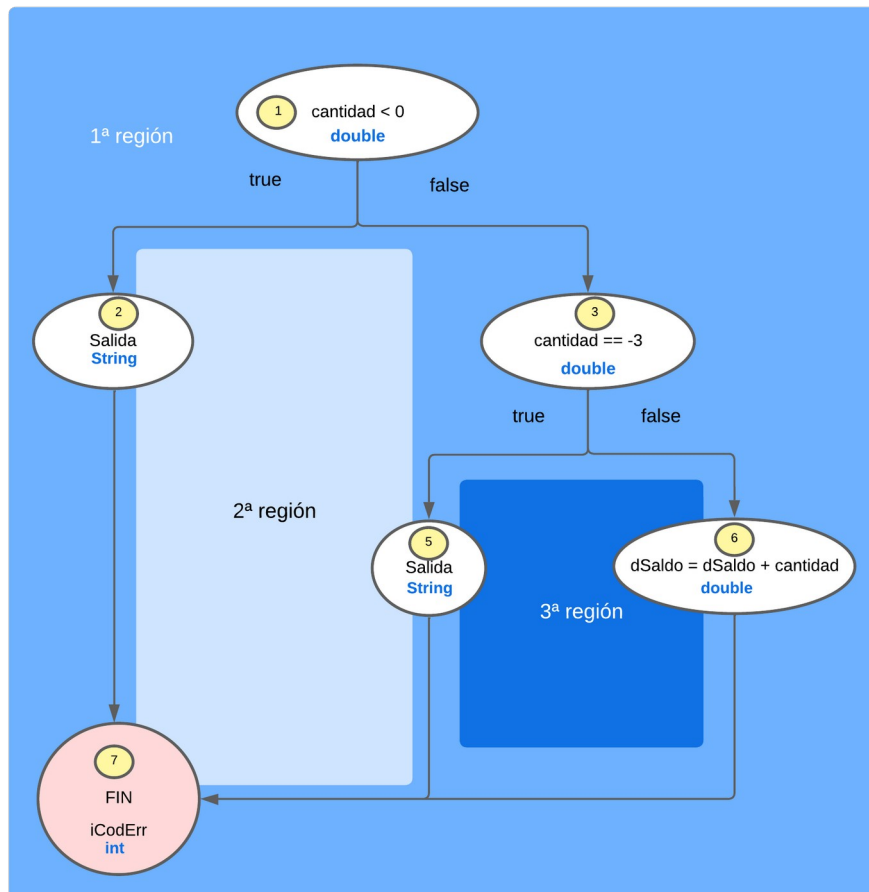 1
cantidad < 0
double
1ª región
true
false
2
Salida
String
3
cantidad == -3
double
true
false
2ª región
5
Salida
String
6
dSaldo = dSaldo + cantidad
double
3ª región
7
FIN
iCodErr
int